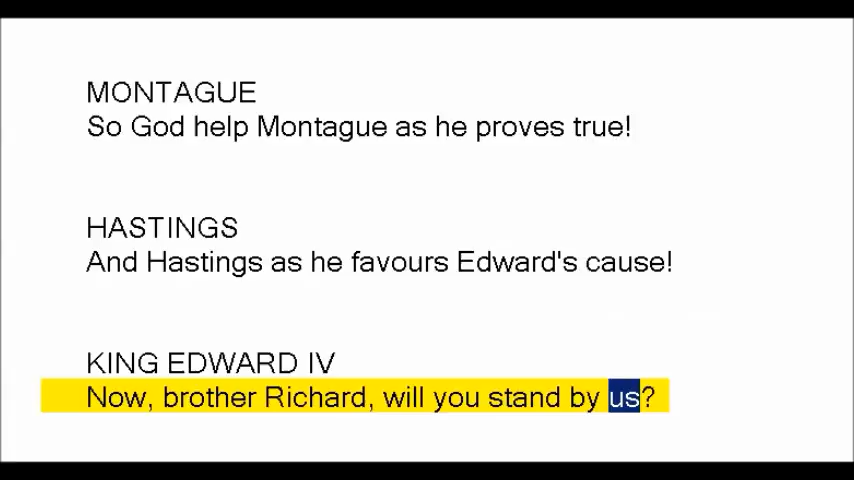 MONTAGUE
So God help Montague as he proves true!
HASTINGS
And Hastings as he favours Edward's cause!
KING EDWARD IV
Now, brother Richard, will you stand by us?